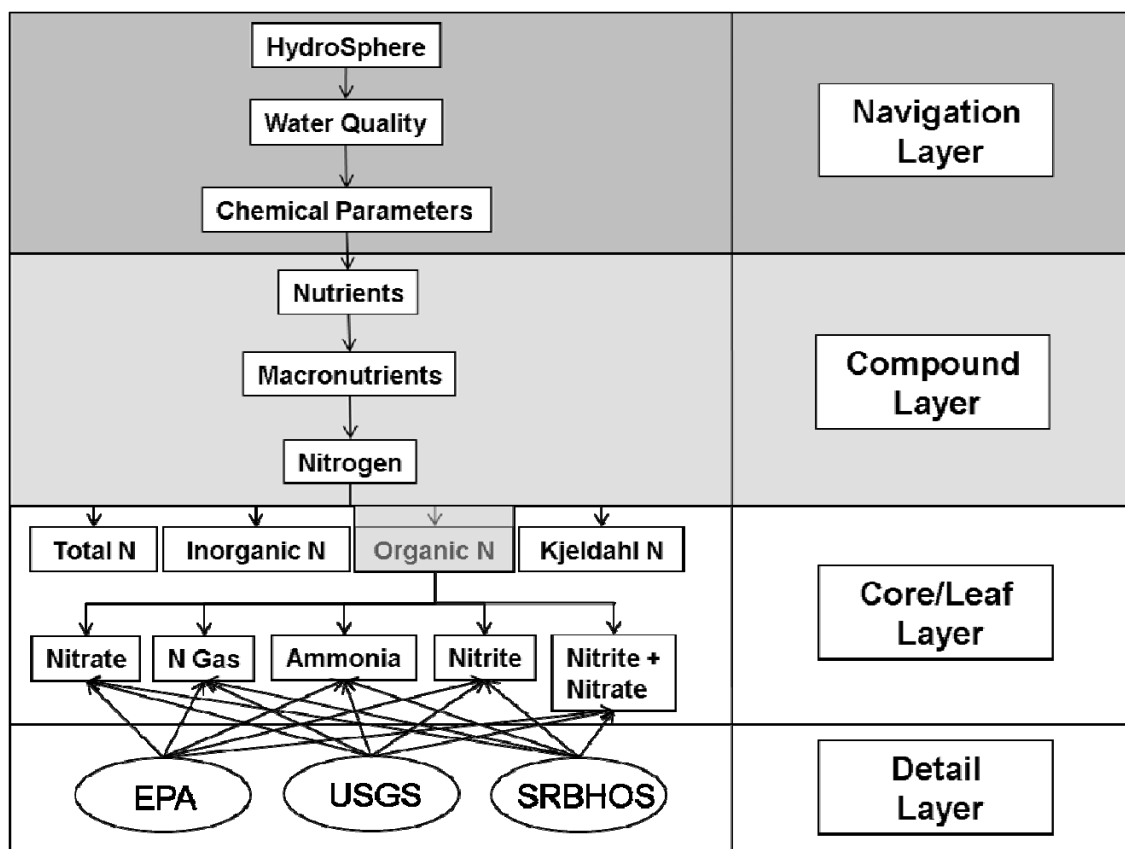 HydroSphere
Water Quality
Chemical Parameters
Navigation
Layer
Nutrients
Macronutrients
Nitrogen
Compound
Layer
Total N
Inorganic N
Organic N
Kjeldahl N
Nitrate
N Gas
Ammonia
Nitrite
Nitrite +
Nitrate
Core/Leaf
Layer
EPA
USGS
SRBHOS
Detail
Layer